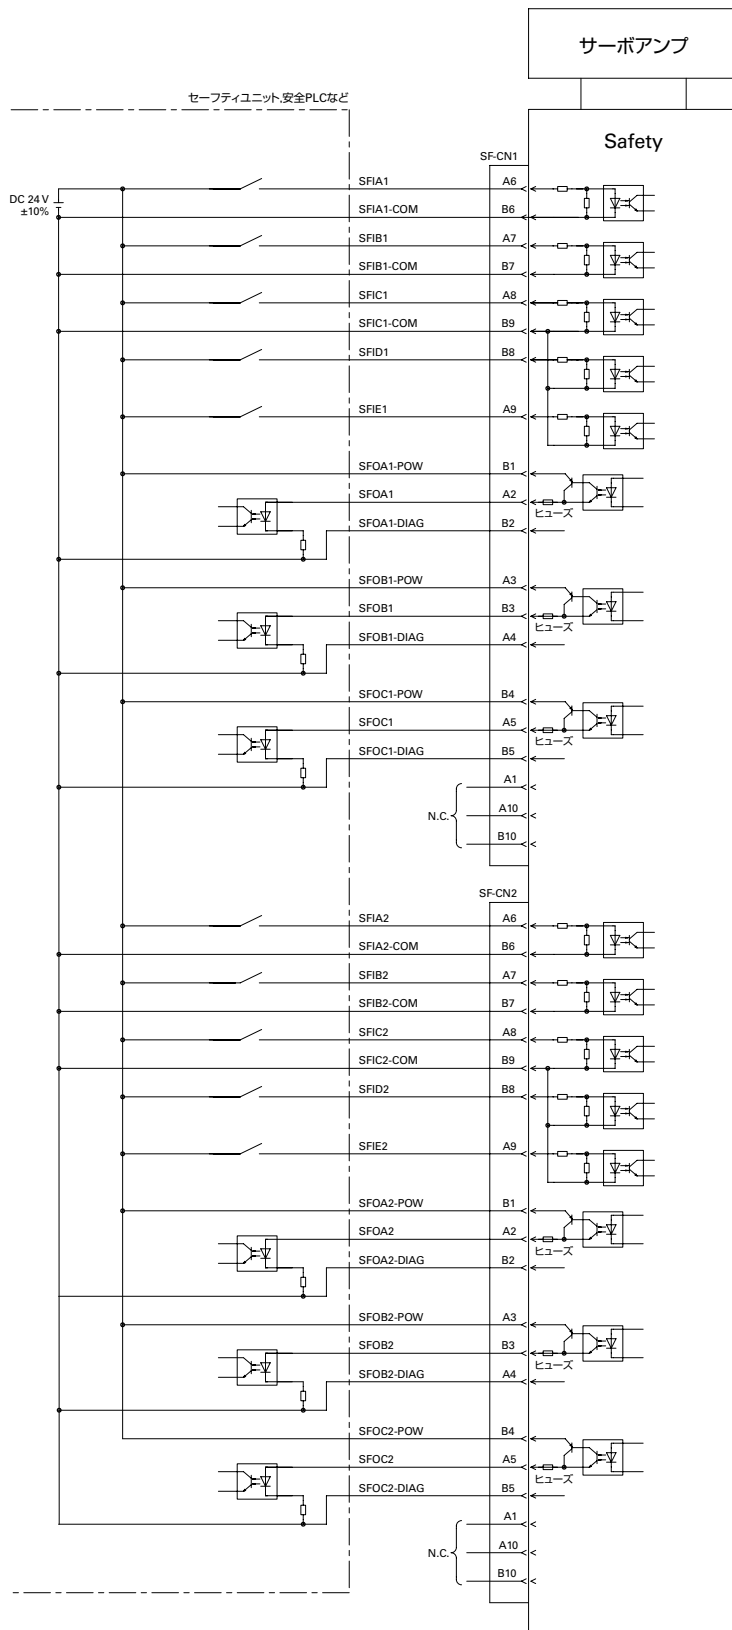 サーボアンプ
セーフティユニット,安全PLCなど
Safety
SF-CN1
DC 24 V
±10%
SFIA1 A6
SFIA1-COM B6
SFIB1 A7
SFIB1-COM B7
SFIC1 A8
SFIC1-COM B9
SFID1 B8
SFIE1 A9
SFOA1-POW B1
SFOA1 A2
ヒューズ
SFOA1-DIAG B2
SFOB1-POW A3
SFOB1 B3
ヒューズ
SFOB1-DIAG A4
SFOC1-POW B4
SFOC1 A5
ヒューズ
SFOC1-DIAG B5
A1
N.C. A10
B10
SF-CN2
SFIA2 A6
SFIA2-COM B6
SFIB2 A7
SFIB2-COM B7
SFIC2 A8
SFIC2-COM B9
SFID2 B8
SFIE2 A9
SFOA2-POW B1
SFOA2 A2
ヒューズ
SFOA2-DIAG B2
SFOB2-POW A3
SFOB2 B3
ヒューズ
SFOB2-DIAG A4
SFOC2-POW B4
SFOC2 A5
ヒューズ
SFOC2-DIAG B5
A1
N.C. A10
B10